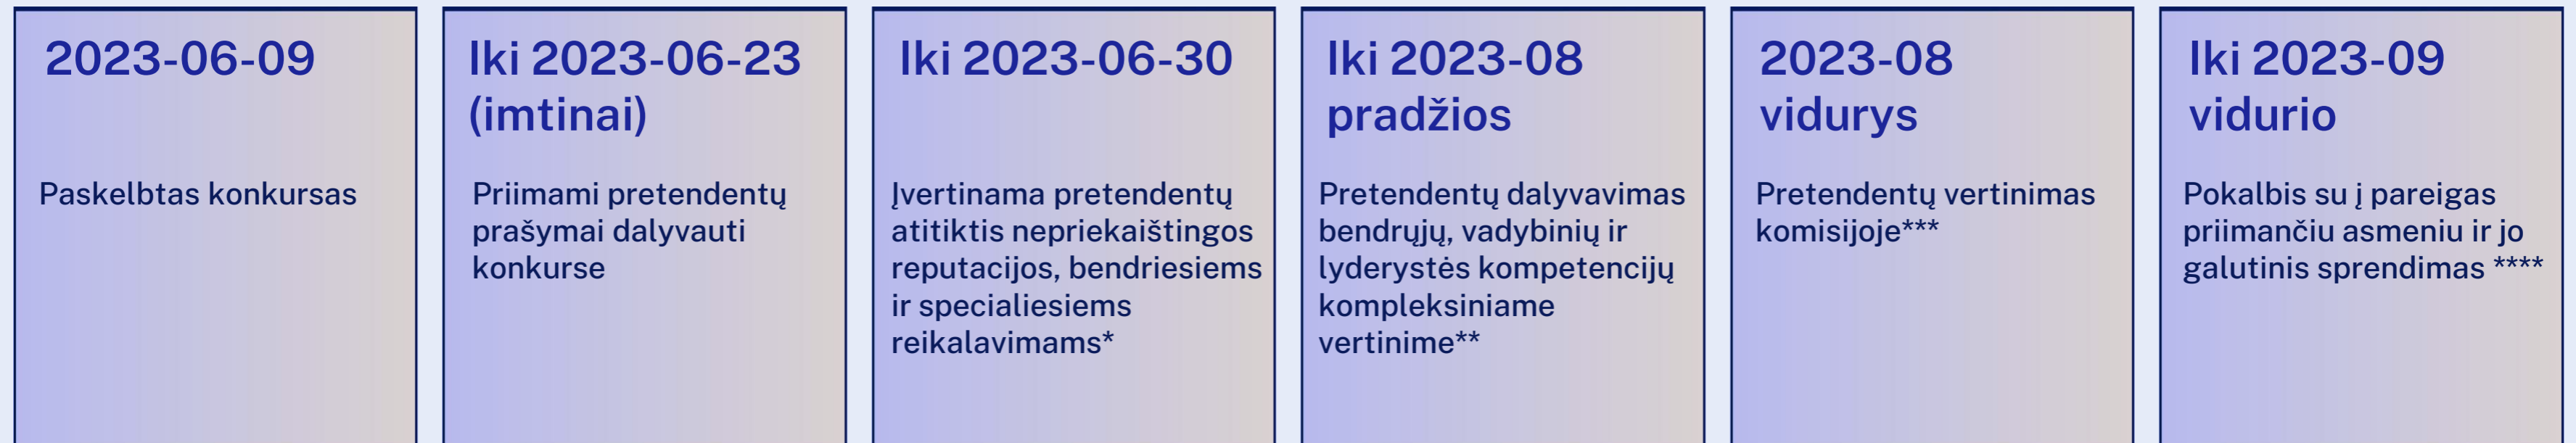 2023-06-09
Paskelbtas konkursas
Iki 2023-06-23
(imtinai)
Priimami pretendentų
prašymai dalyvauti
konkurse
Iki 2023-06-30
Įvertinama pretendentų
atitiktis nepriekaištingos
reputacijos, bendriesiems
ir specialiesiems
reikalavimams*
Iki 2023-08
pradžios
Pretendentų dalyvavimas
bendrųjų, vadybinių ir
lyderystės kompetencijų
kompleksiniame
vertinime**
2023-08
vidurys
Pretendentų vertinimas
komisijoje***
Iki 2023-09
vidurio
Pokalbis su į pareigas
priimančiu asmeniu ir jo
galutinis sprendimas ****